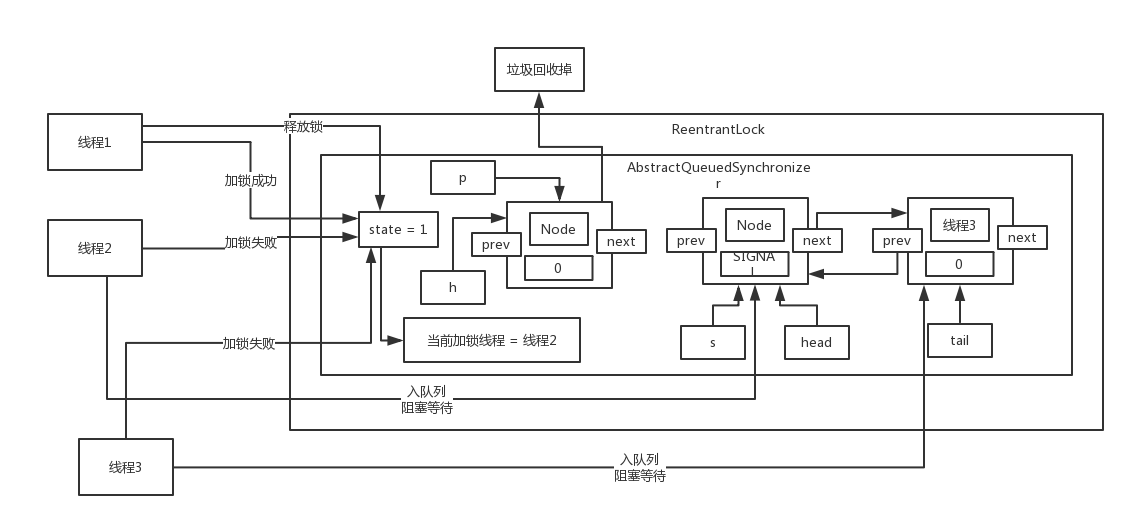 垃圾回收掉
线程1
释放锁
ReentrantLock
加锁成功
p
AbstractQueuedSynchronize
r
线程2
加锁失败
state = 1
h
prev
Node
next
0
prev
Node
next
SIGNA
L
prev
线程3
next
0
当前加锁线程 = 线程2
s
head
tail
加锁失败
入队列
阻塞等待
线程3
入队列
阻塞等待